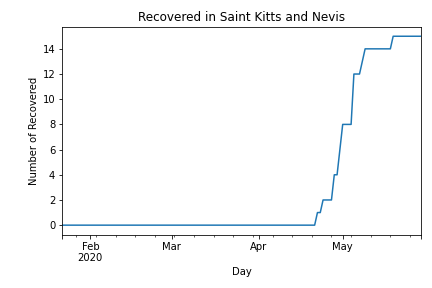 Recovered in Saint Kitts and Nevis
Number of Recovered
14
12
10
8
6
4
2
0
Feb Mar Apr May
2020
Day